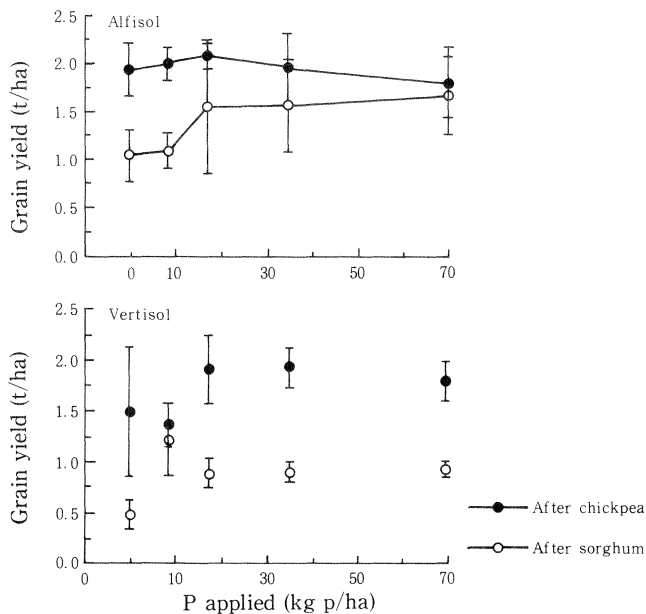 Alfisol
2.5
2.0
1.5
1.0
0.5
0.0
Grain yield (t/ha)
0 10 30 50 70
Vertisol
2.5
2.0
1.5
1.0
0.5
0.0
Grain yield (t/ha)
0 10 30 50 70
P applied (kg p/ha)
After chickpea
After sorghum